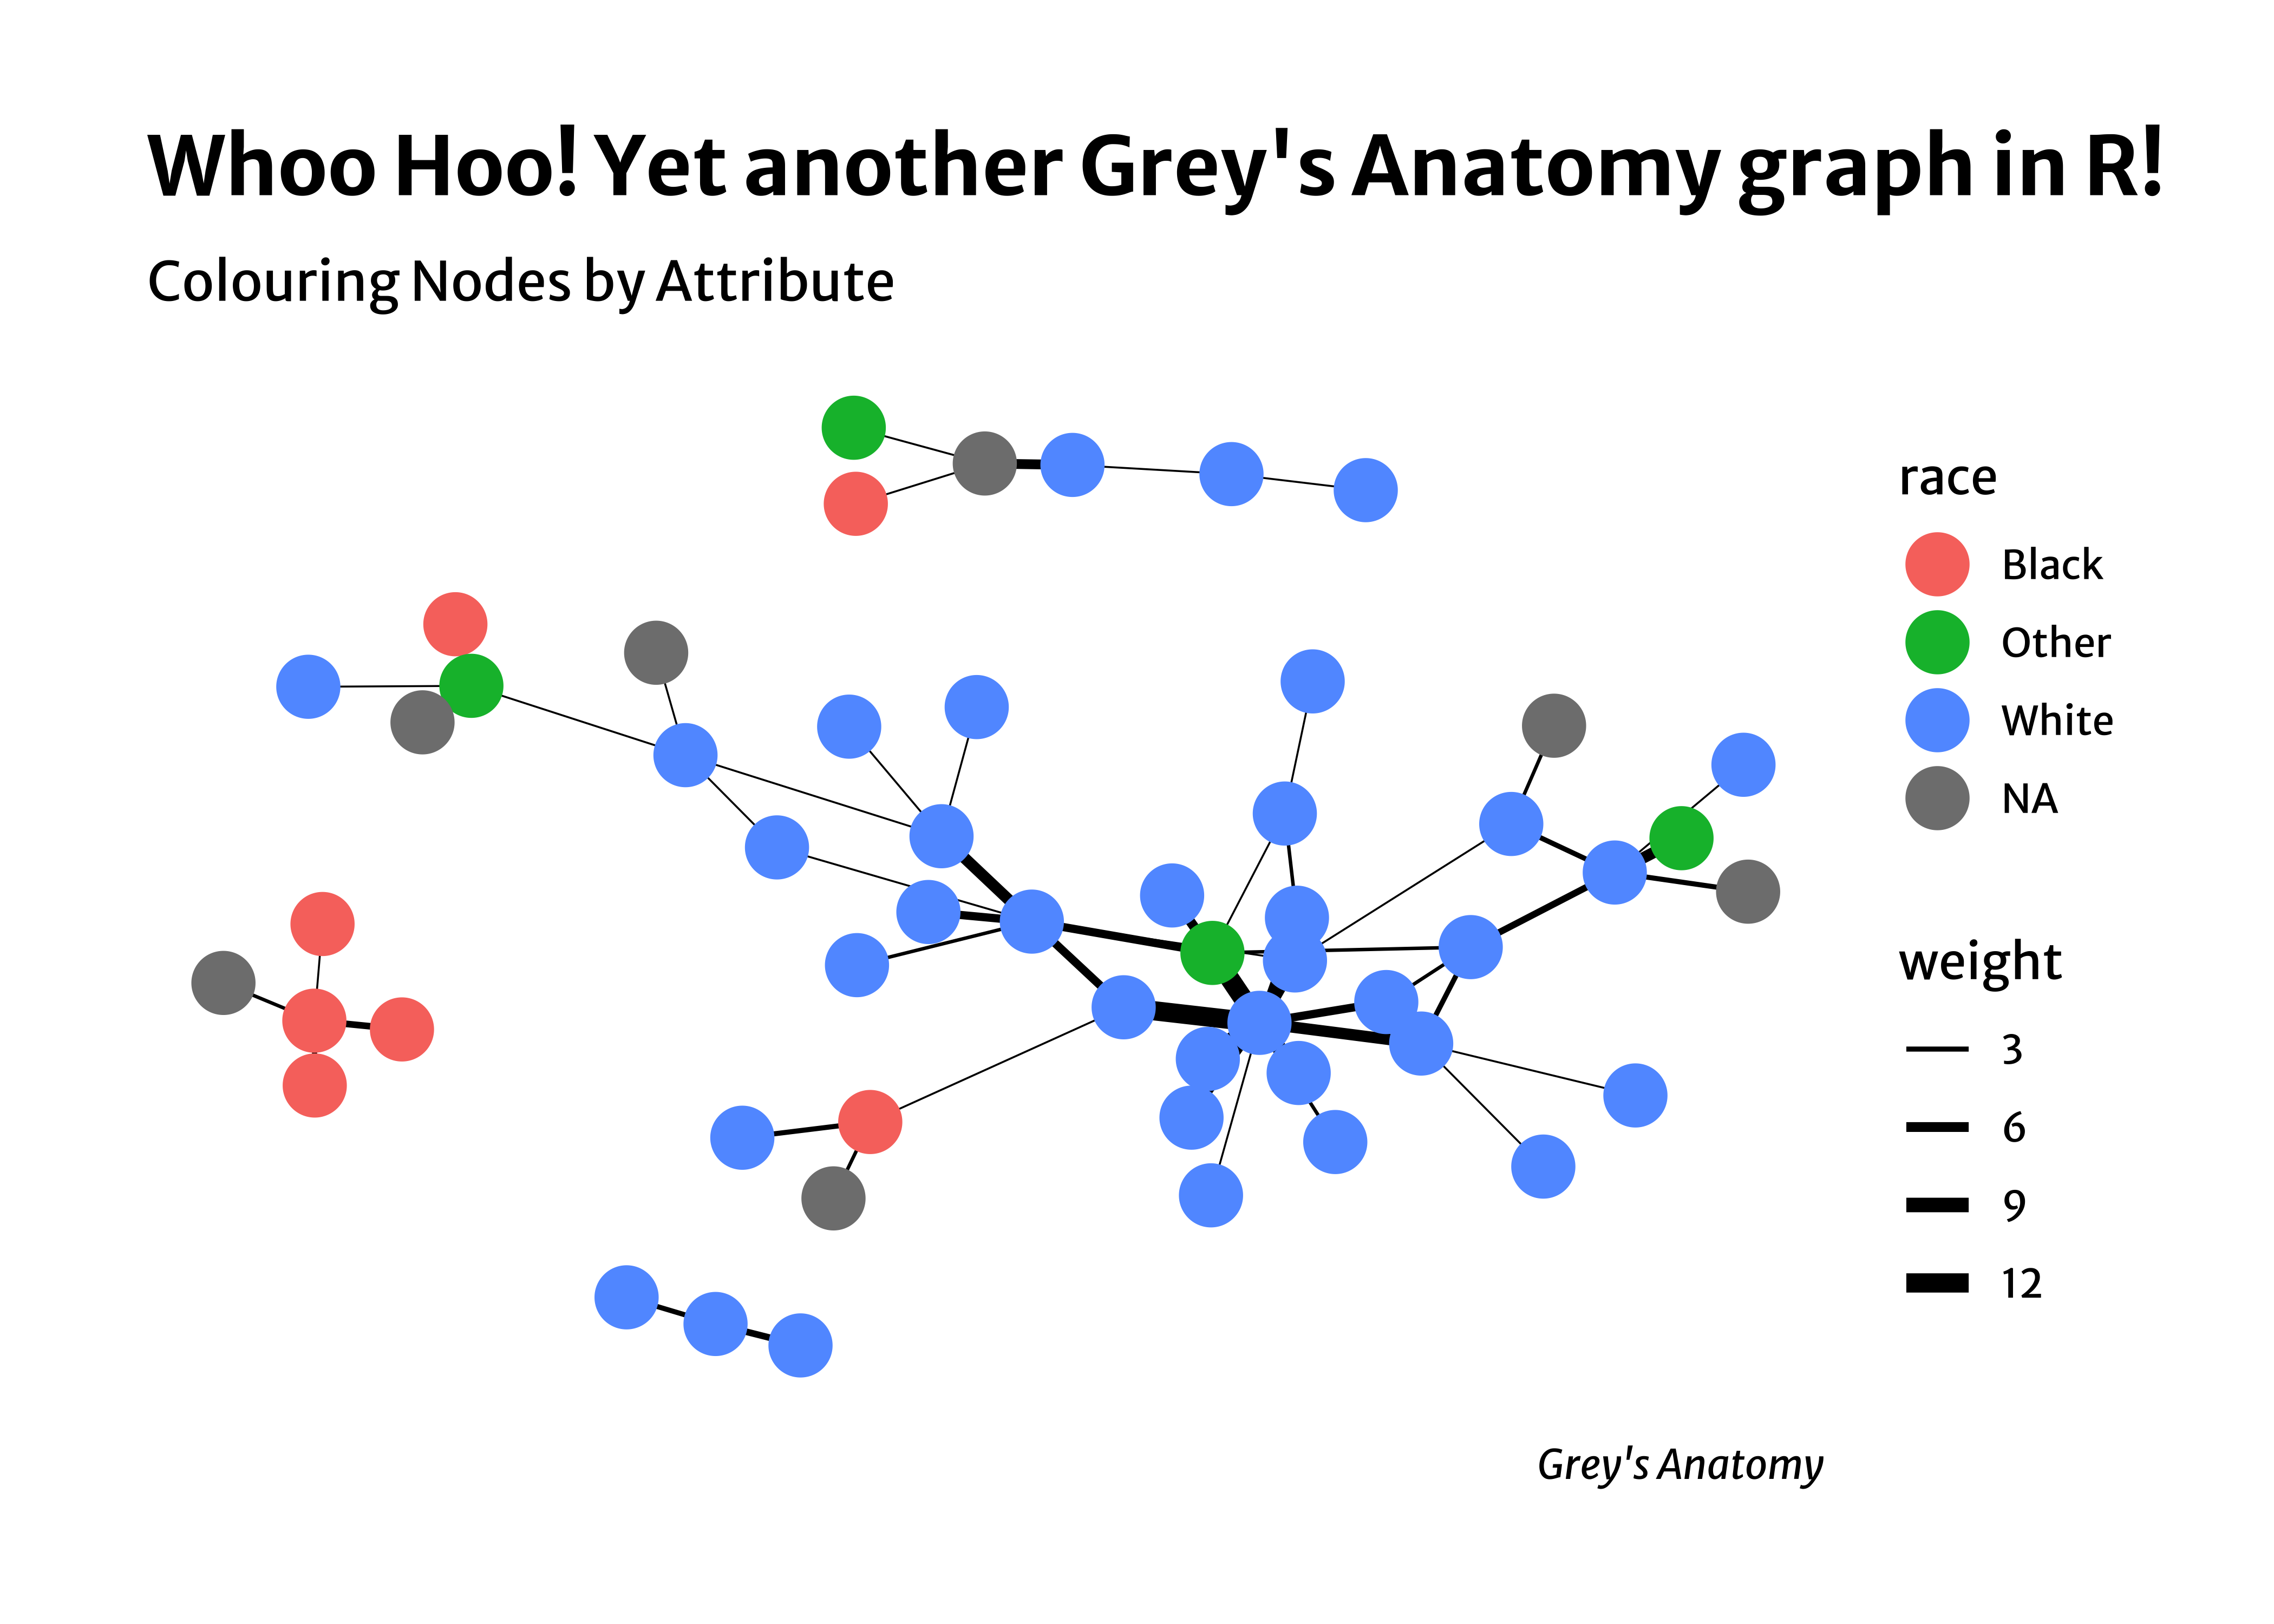 Whoo Hoo! Yet another Grey's Anatomy graph in R!
Colouring Nodes by Attribute
race
Black
Other
White
NA
weight
3
6
9
12
Grey's Anatomy